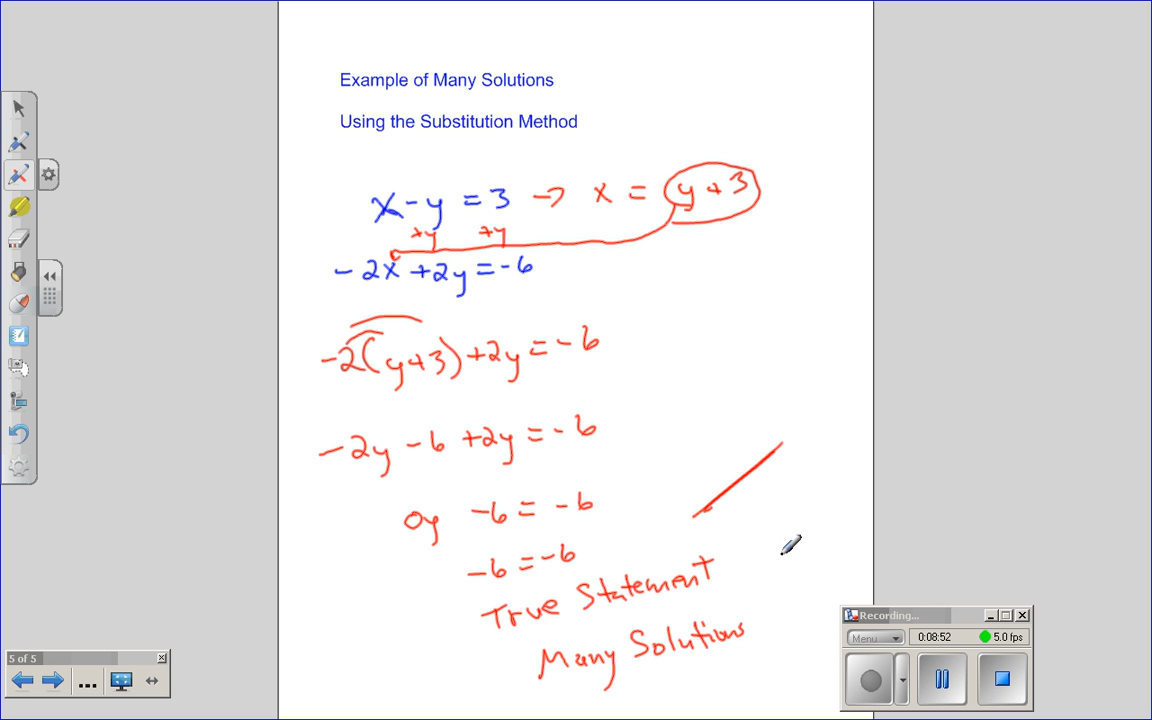 Example of Many Solutions
Using the Substitution Method
x - y = 3 → x = y + 3
+y +y
- 2x + 2y = - 6
-2(y+3) + 2y = - 6
-2y - 6 + 2y = - 6
0y - 6 = - 6
-6 = -6
True Statement
Many Solutions
Recording...
Menu 0:08:52 5.0 fps
5 of 5
...